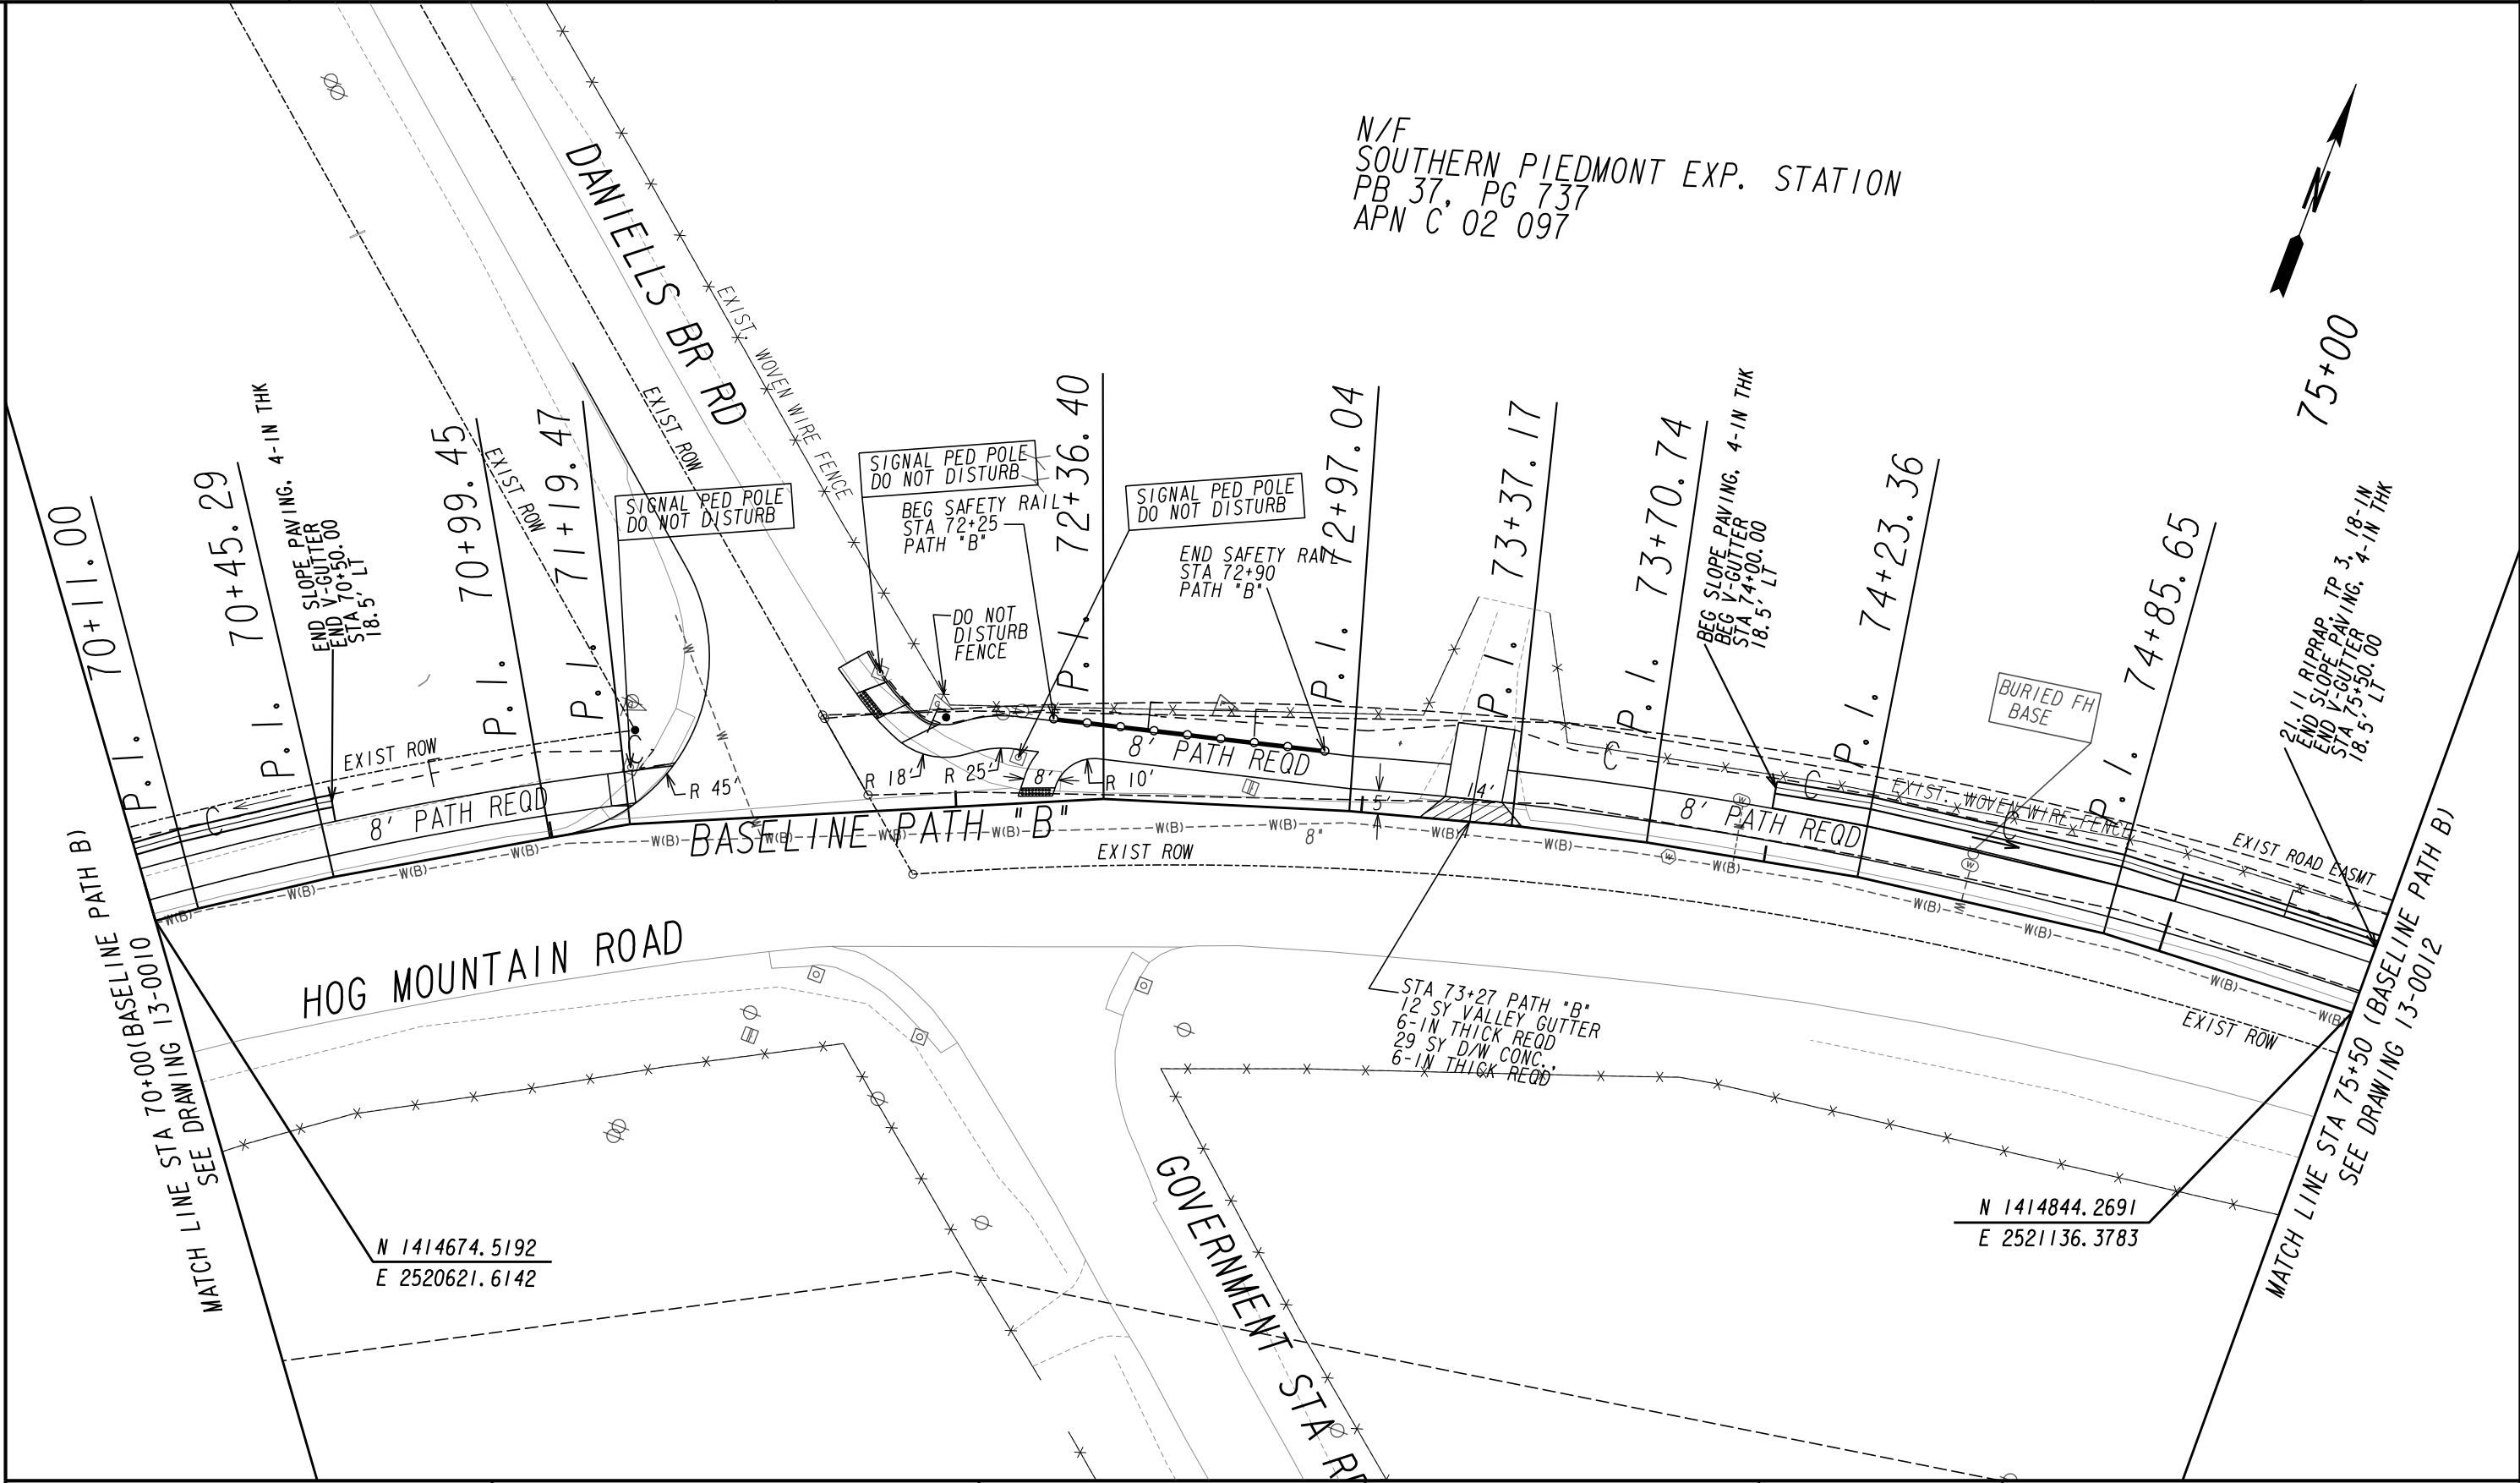 N/F
SOUTHERN PIEDMONT EXP. STATION
PB 37, PG 737
APN C 02 097
N
DANIELLS BR RD
EXIST. WOVEN WIRE FENCE
EXIST ROW
EXIST ROW
P.I. 70+11.00
P.I. 70+45.29
END SLOPE PAVING, 4-IN THK
END V-GUTTER
STA 70+50.00
18.5' LT
P.I. 70+99.45
P.I. 71+19.47
SIGNAL PED POLE
DO NOT DISTURB
SIGNAL PED POLE
DO NOT DISTURB
BEG SAFETY RAIL
STA 72+25
PATH "B"
DO NOT
DISTURB
FENCE
P.I. 72+36.40
SIGNAL PED POLE
DO NOT DISTURB
END SAFETY RAIL
STA 72+90
PATH "B"
P.I. 72+97.04
P.I. 73+37.17
P.I. 73+70.74
BEG SLOPE PAVING, 4-IN THK
BEG V-GUTTER
STA 74+00.00
18.5' LT
P.I. 74+23.36
P.I. 74+85.65
75+00
BURIED FH
BASE
21.11 RIPRAP, TP 3, 18-IN
END SLOPE PAVING, 4-IN THK
END V-GUTTER
STA 75+50.00
18.5' LT
EXIST ROW
C
C
8' PATH REQD
R 45'
R 18'
R 25'
8'
R 10'
8' PATH REQD
5'
14'
C
C
8' PATH REQD
EXIST. WOVEN WIRE FENCE
C
EXIST ROAD EASMT
W
W
W(B) W(B) W(B) W(B) W(B) W(B) W(B) W(B) W(B) 8" W(B) W(B) W(B) W(B) W(B) W(B) W(B)
BASELINE PATH "B"
EXIST ROW
EXIST ROW
HOG MOUNTAIN ROAD
STA 73+27 PATH "B"
12 SY VALLEY GUTTER
6-IN THICK REQD
29 SY D/W CONC.,
6-IN THICK REQD
GOVERNMENT STA RD
MATCH LINE STA 70+00(BASELINE PATH B)
SEE DRAWING 13-0010
N 1414674.5192
E 2520621.6142
N 1414844.2691
E 2521136.3783
MATCH LINE STA 75+50 (BASELINE PATH B)
SEE DRAWING 13-0012